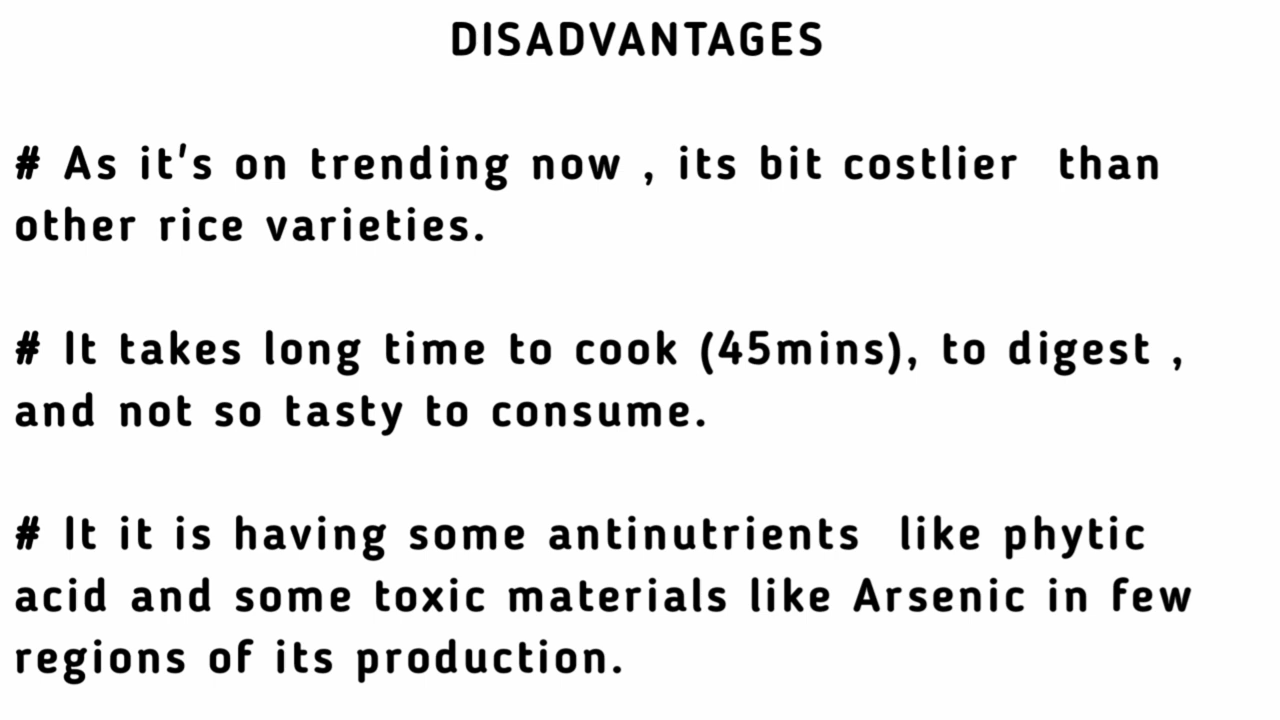 DISADVANTAGES
# As it's on trending now , its bit costlier than
other rice varieties.
# It takes long time to cook (45mins), to digest ,
and not so tasty to consume.
# It it is having some antinutrients like phytic
acid and some toxic materials like Arsenic in few
regions of its production.